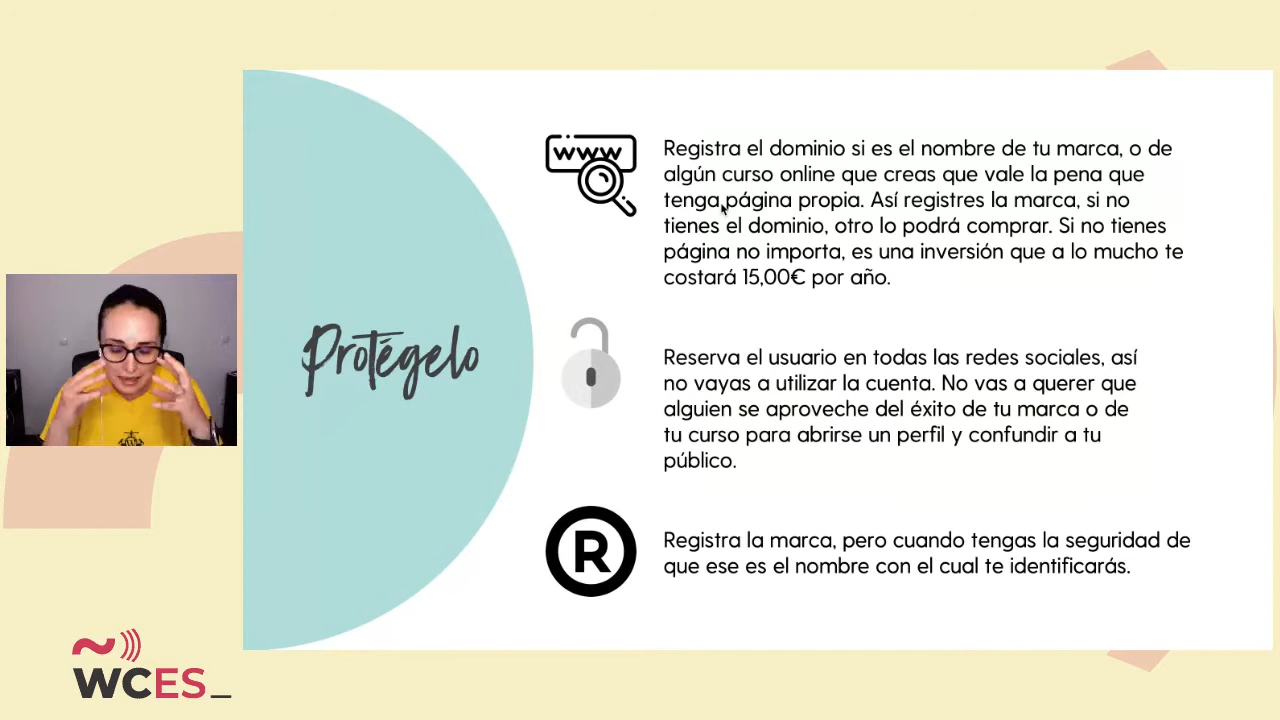 www
Registra el dominio si es el nombre de tu marca, o de
algún curso online que creas que vale la pena que
tenga página propia. Así registres la marca, si no
tienes el dominio, otro lo podrá comprar. Si no tienes
página no importa, es una inversión que a lo mucho te
costará 15,00€ por año.
Protégelo
Reserva el usuario en todas las redes sociales, así
no vayas a utilizar la cuenta. No vas a querer que
alguien se aproveche del éxito de tu marca o de
tu curso para abrirse un perfil y confundir a tu
público.
R
Registra la marca, pero cuando tengas la seguridad de
que ese es el nombre con el cual te identificarás.
WCES_